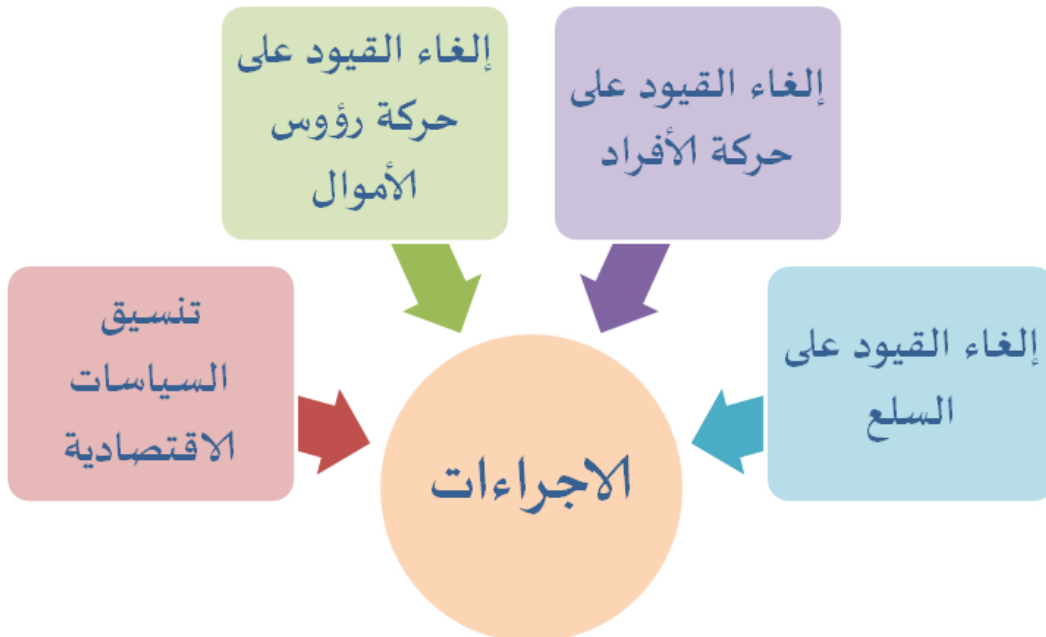 إلغاء القيود على
السلع
إلغاء القيود على
حركة الأفراد
إلغاء القيود على
حركة رؤوس
الأموال
تنسيق
السياسات
الاقتصادية
الاجراءات